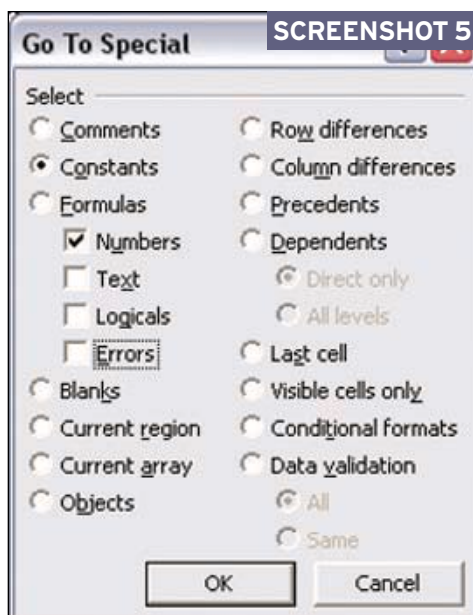 SCREENSHOT 5
Go To Special
Select
Comments
Constants
Formulas
Numbers
Text
Logicals
Errors
Blanks
Current region
Current array
Objects
Row differences
Column differences
Precedents
Dependents
Direct only
All levels
Last cell
Visible cells only
Conditional formats
Data validation
All
Same
OK
Cancel